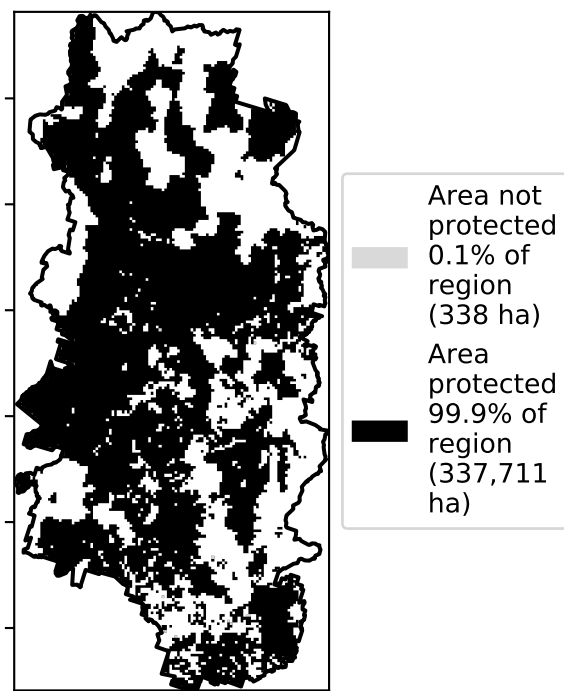 Area not
protected
0.1% of
region
(338 ha)
Area
protected
99.9% of
region
(337,711
ha)